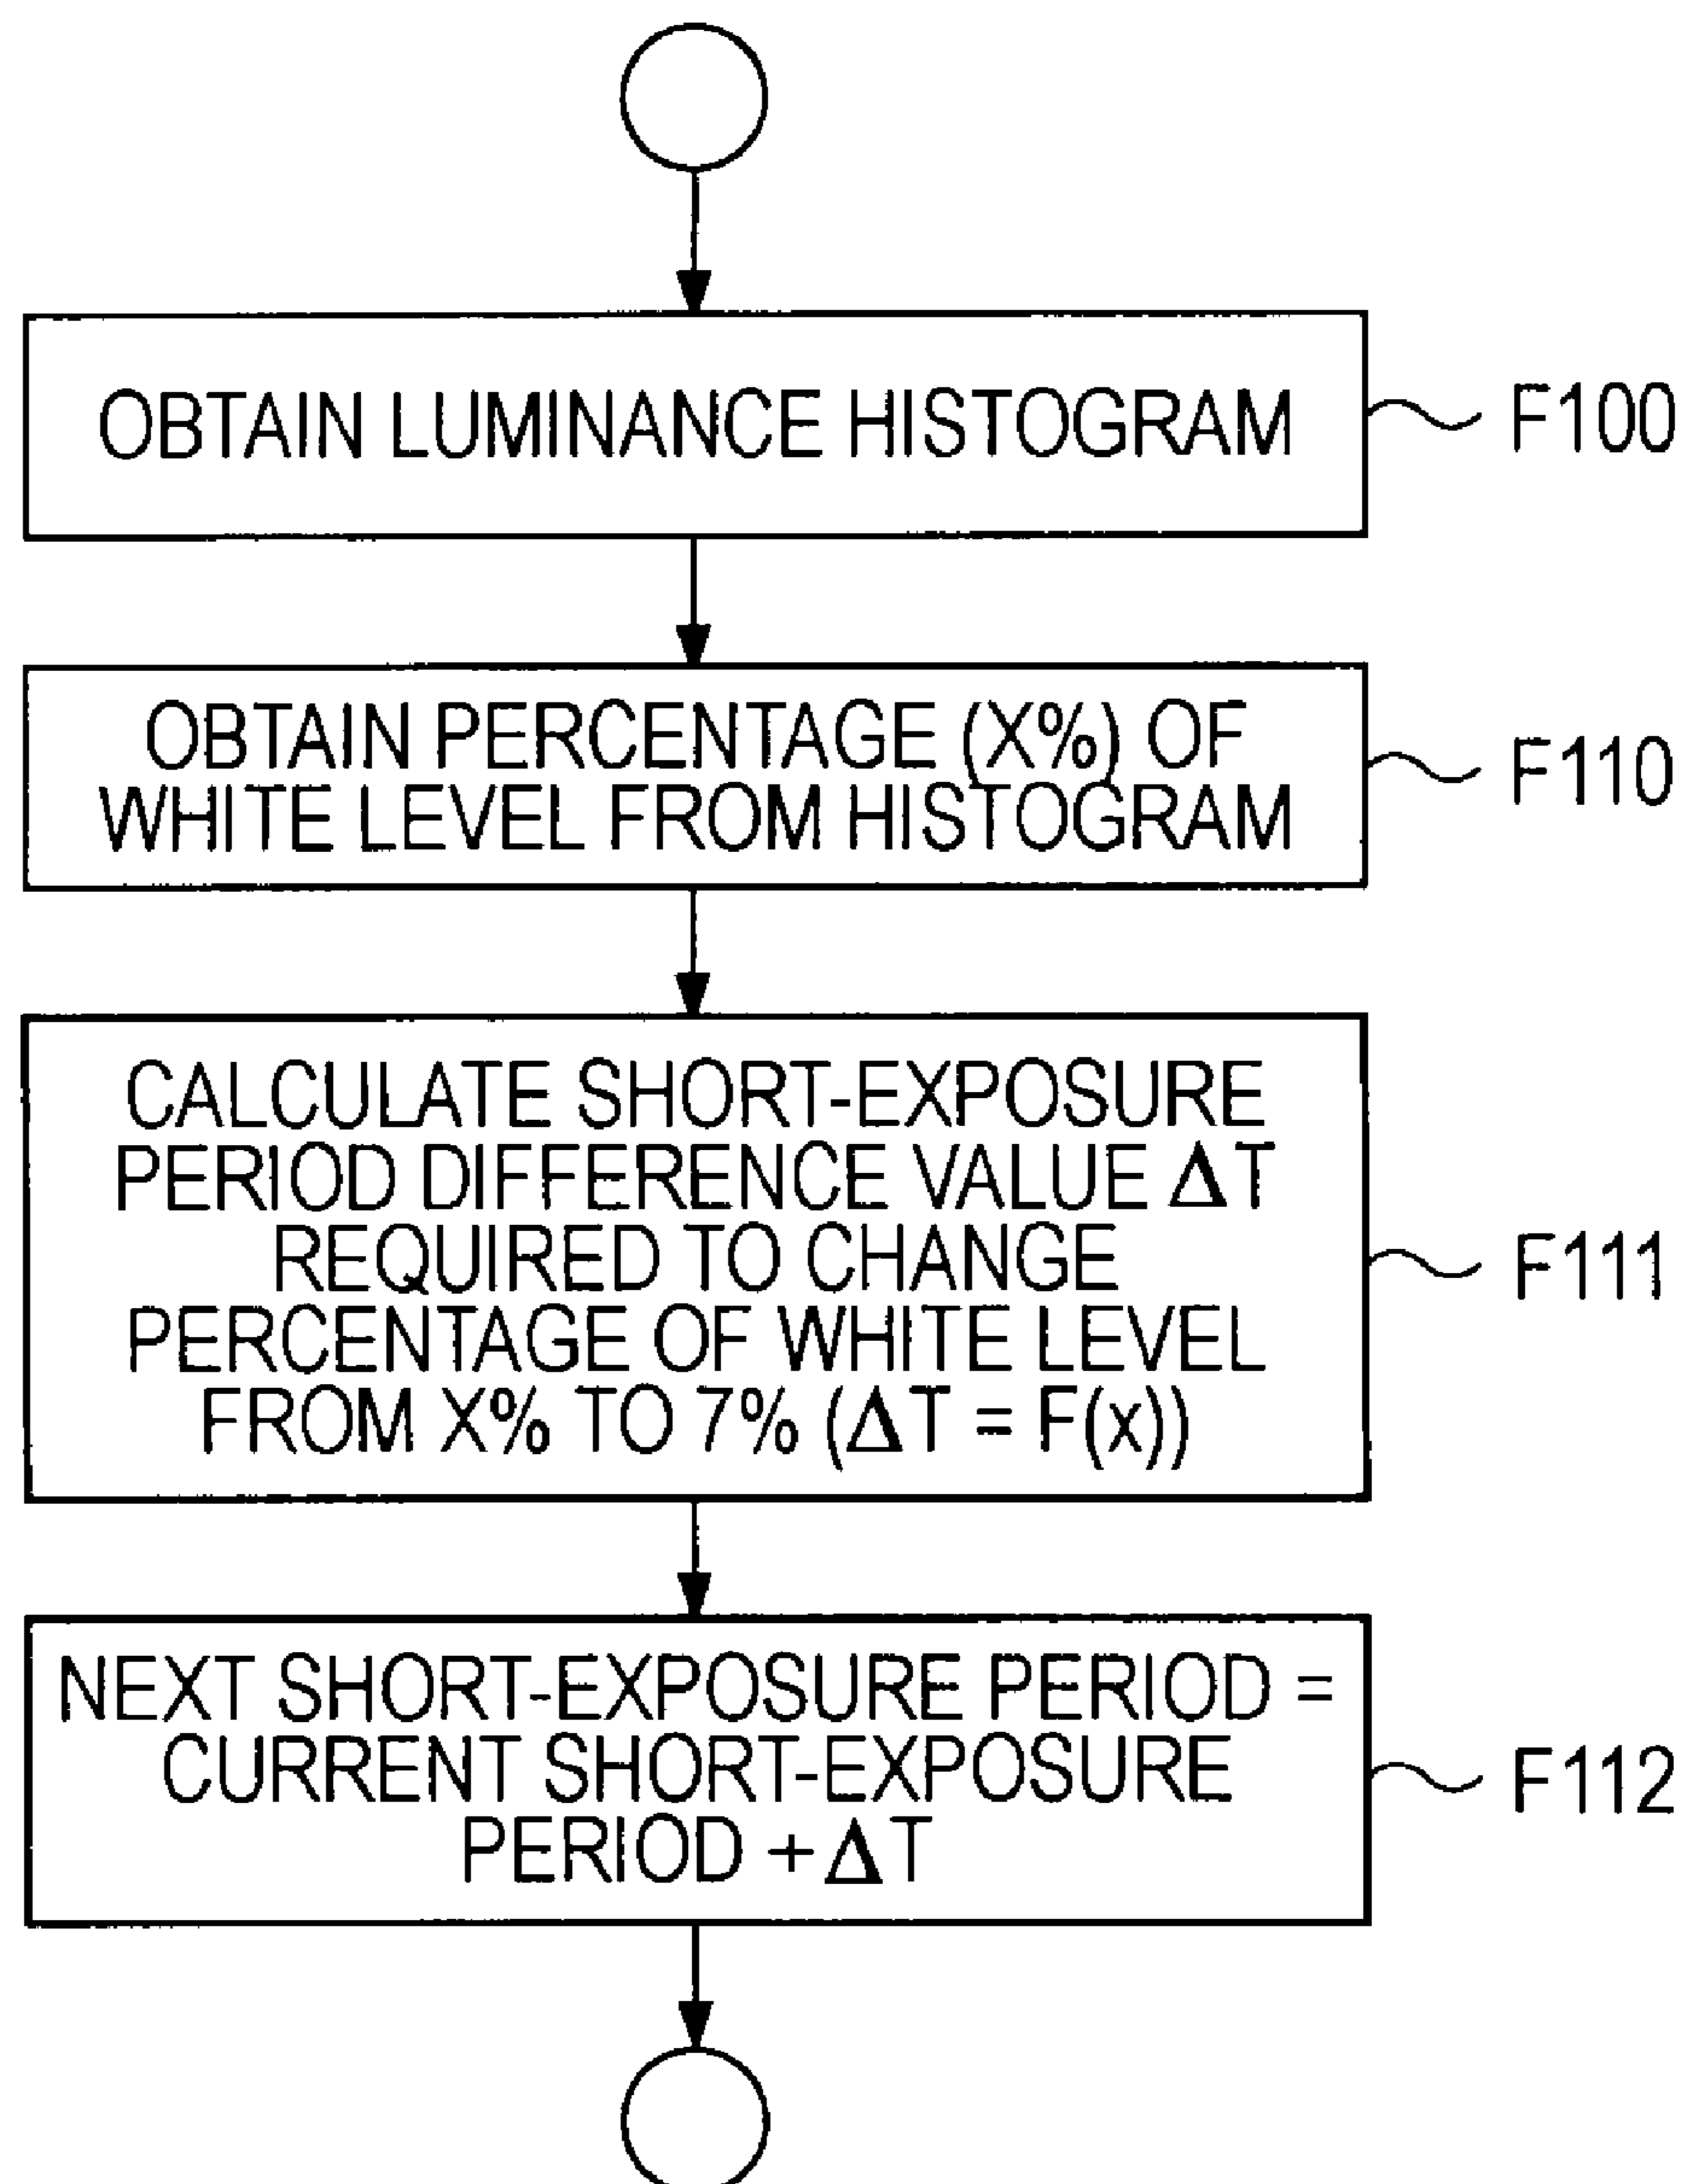 OBTAIN LUMINANCE HISTOGRAM
F100
OBTAIN PERCENTAGE (X%) OF
WHITE LEVEL FROM HISTOGRAM
F110
CALCULATE SHORT-EXPOSURE
PERIOD DIFFERENCE VALUE ΔT
REQUIRED TO CHANGE
PERCENTAGE OF WHITE LEVEL
FROM X% TO 7% (ΔT = F(x))
F111
NEXT SHORT-EXPOSURE PERIOD =
CURRENT SHORT-EXPOSURE
PERIOD + ΔT
F112